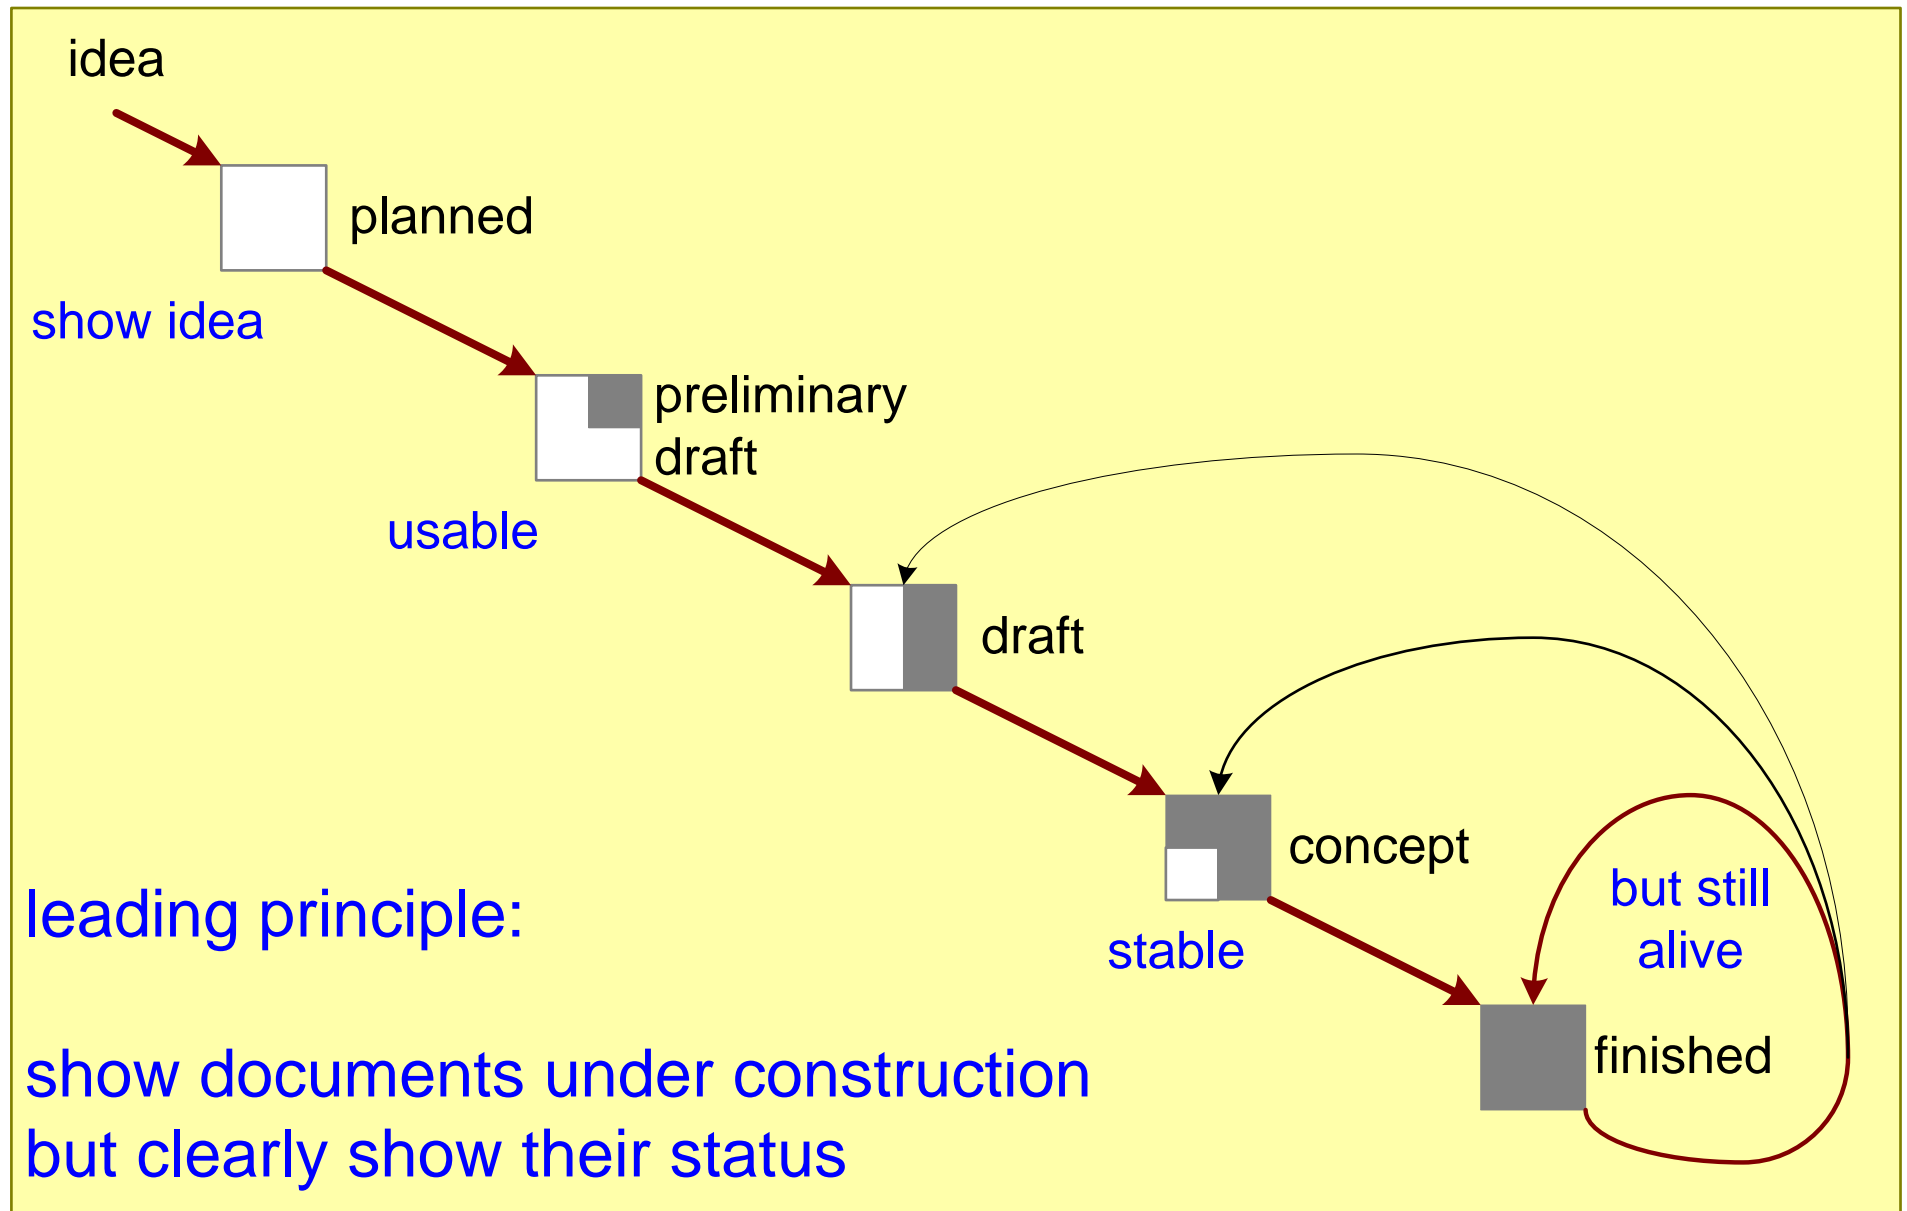 idea
planned
show idea
preliminary
draft
usable
draft
concept
but still
alive
leading principle:
stable
finished
show documents under construction
but clearly show their status